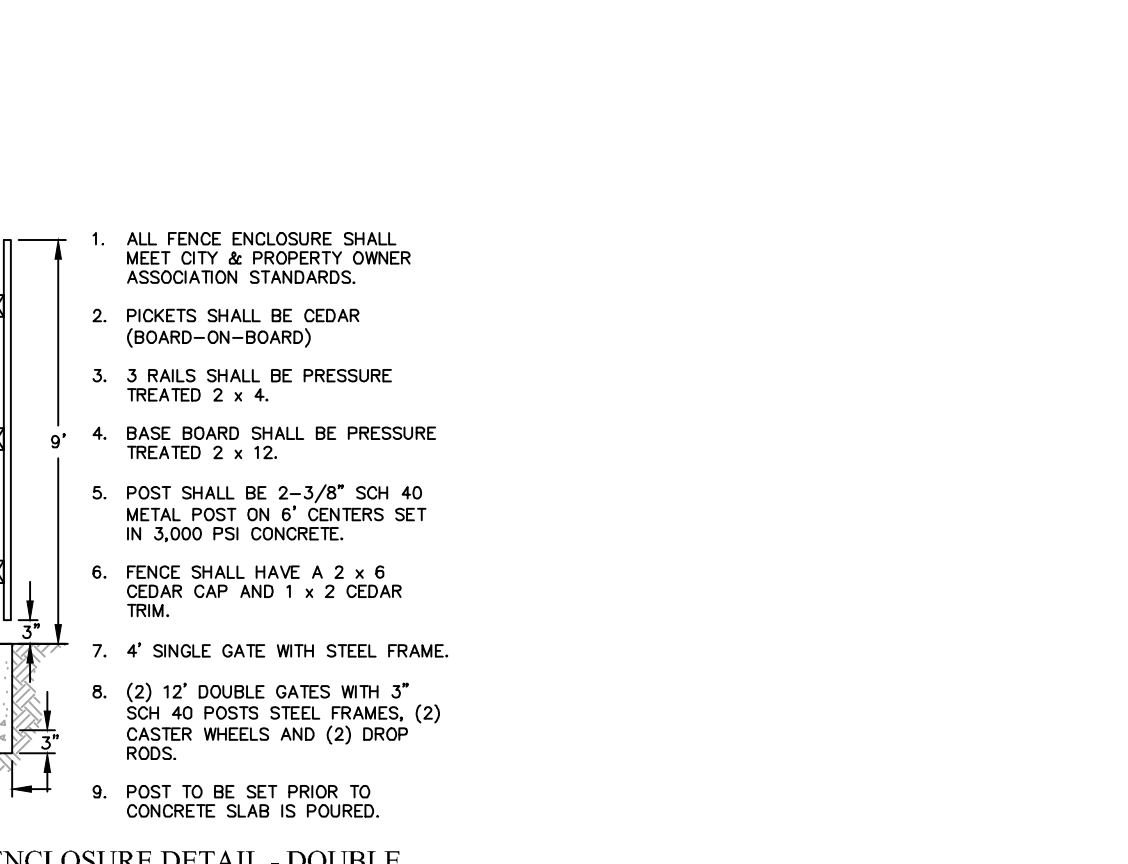 1. ALL FENCE ENCLOSURE SHALL
MEET CITY & PROPERTY OWNER
ASSOCIATION STANDARDS.
2. PICKETS SHALL BE CEDAR
(BOARD-ON-BOARD)
3. 3 RAILS SHALL BE PRESSURE
TREATED 2 x 4.
9'
4. BASE BOARD SHALL BE PRESSURE
TREATED 2 x 12.
5. POST SHALL BE 2-3/8" SCH 40
METAL POST ON 6' CENTERS SET
IN 3,000 PSI CONCRETE.
6. FENCE SHALL HAVE A 2 x 6
CEDAR CAP AND 1 x 2 CEDAR
TRIM.
3"
7. 4' SINGLE GATE WITH STEEL FRAME.
8. (2) 12' DOUBLE GATES WITH 3"
SCH 40 POSTS STEEL FRAMES, (2)
CASTER WHEELS AND (2) DROP
RODS.
3"
9. POST TO BE SET PRIOR TO
CONCRETE SLAB IS POURED.
ENCLOSURE DETAIL - DOUBLE